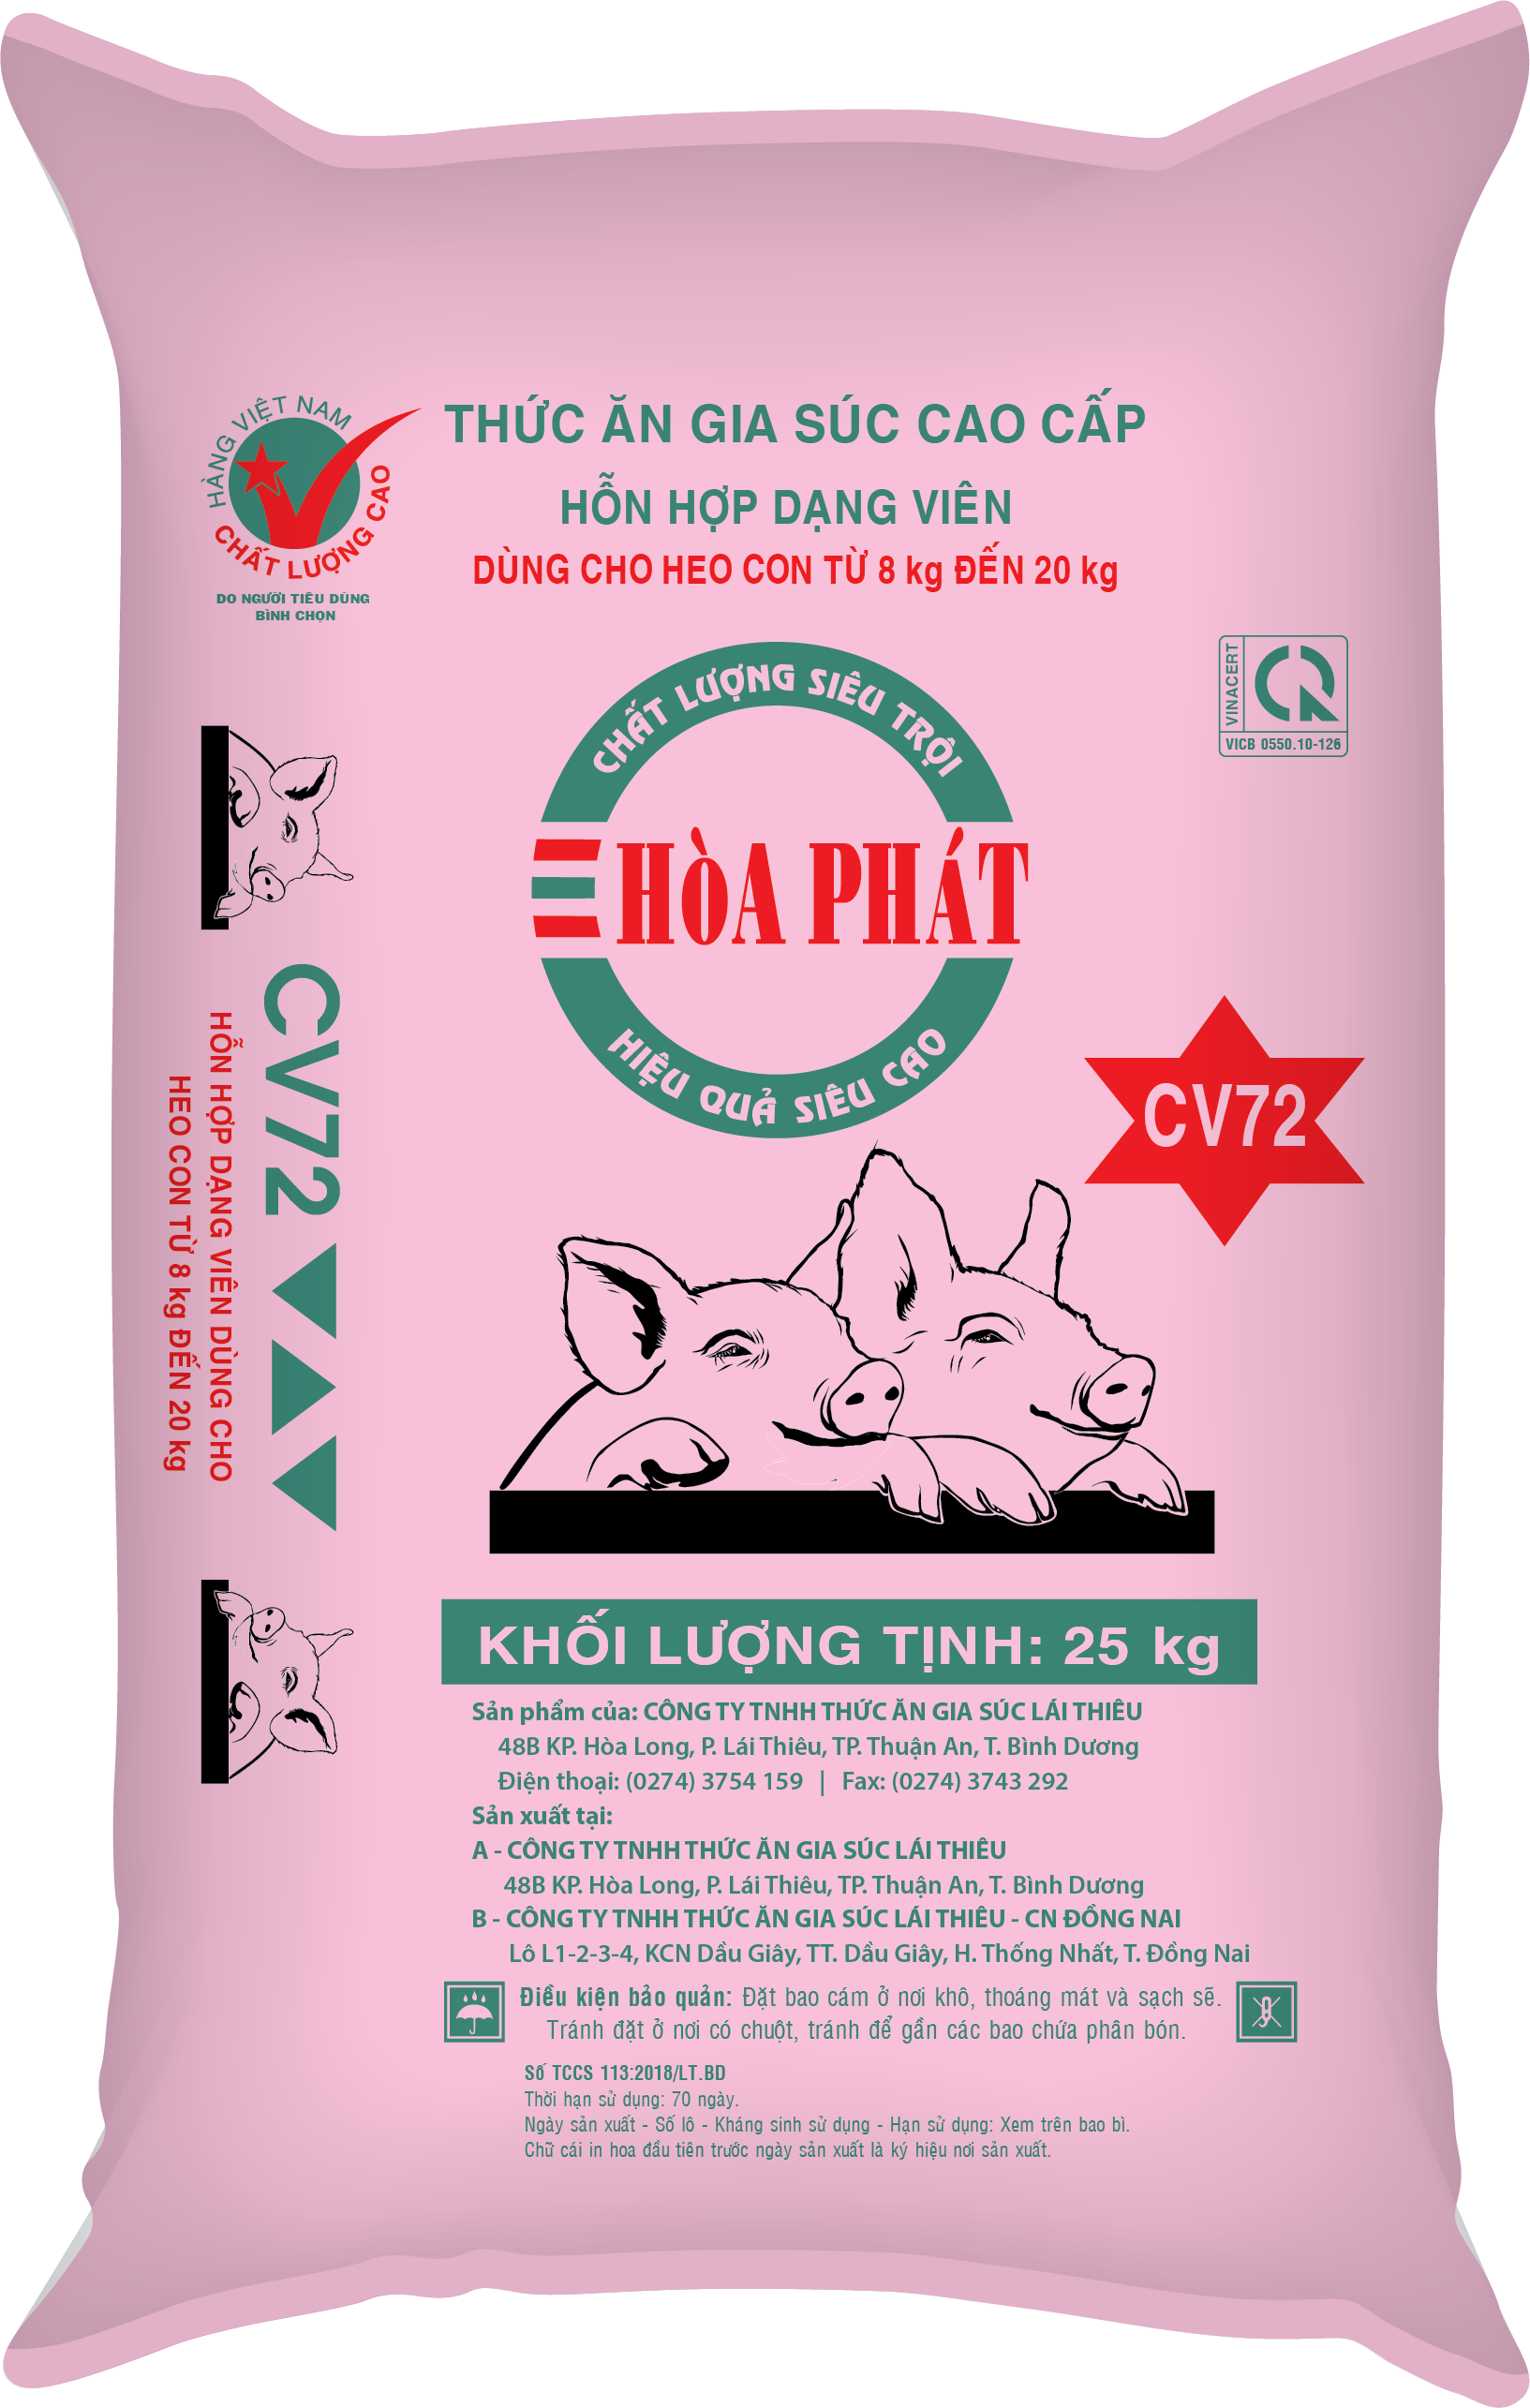 HÀNG VIỆT NAM
CHẤT LƯỢNG CAO
DO NGƯỜI TIÊU DÙNG
BÌNH CHỌN
THỨC ĂN GIA SÚC CAO CẤP
HỖN HỢP DẠNG VIÊN
DÙNG CHO HEO CON TỪ 8 kg ĐẾN 20 kg
VINACERT
VICB 0550.10-126
CHẤT LƯỢNG SIÊU TRỘI
HÒA PHÁT
HIỆU QUẢ SIÊU CAO
CV72
CV72
HỖN HỢP DẠNG VIÊN DÙNG CHO
HEO CON TỪ 8 kg ĐẾN 20 kg
KHỐI LƯỢNG TỊNH: 25 kg
Sản phẩm của: CÔNG TY TNHH THỨC ĂN GIA SÚC LÁI THIÊU
48B KP. Hòa Long, P. Lái Thiêu, TP. Thuận An, T. Bình Dương
Điện thoại: (0274) 3754 159 | Fax: (0274) 3743 292
Sản xuất tại:
A - CÔNG TY TNHH THỨC ĂN GIA SÚC LÁI THIÊU
48B KP. Hòa Long, P. Lái Thiêu, TP. Thuận An, T. Bình Dương
B - CÔNG TY TNHH THỨC ĂN GIA SÚC LÁI THIÊU - CN ĐỒNG NAI
Lô L1-2-3-4, KCN Dầu Giây, TT. Dầu Giây, H. Thống Nhất, T. Đồng Nai
Điều kiện bảo quản: Đặt bao cám ở nơi khô, thoáng mát và sạch sẽ.
Tránh đặt ở nơi có chuột, tránh để gần các bao chứa phân bón.
Số TCCS 113:2018/LT.BD
Thời hạn sử dụng: 70 ngày.
Ngày sản xuất - Số lô - Kháng sinh sử dụng - Hạn sử dụng: Xem trên bao bì.
Chữ cái in hoa đầu tiên trước ngày sản xuất là ký hiệu nơi sản xuất.